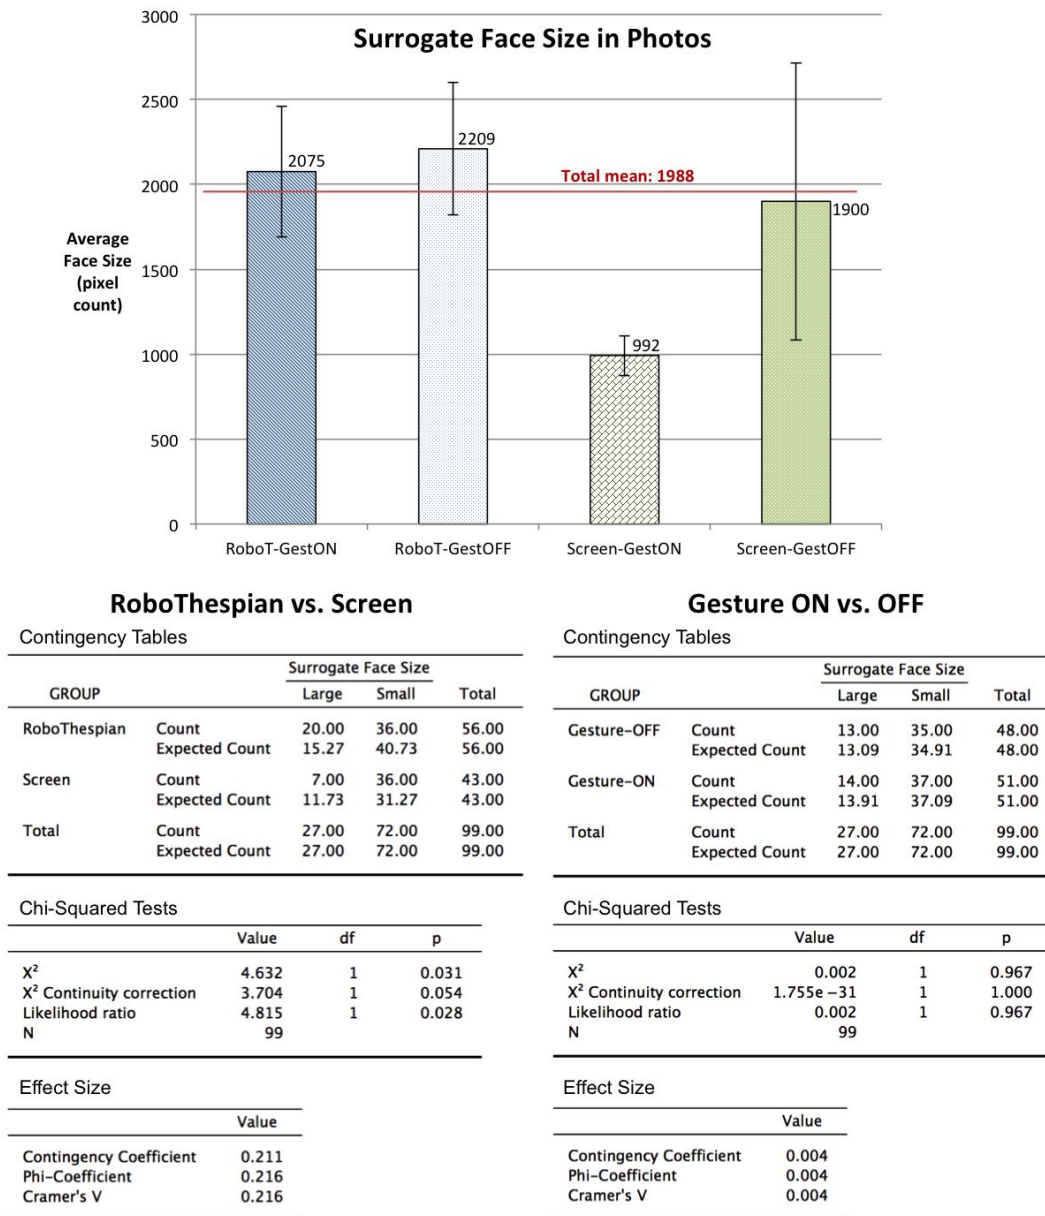 Surrogate Face Size in Photos
3000
2500
2000
1500
1000
500
0
Average
Face Size
(pixel
count)
2075
2209
Total mean: 1988
992
1900
RoboT-GestON RoboT-GestOFF Screen-GestON Screen-GestOFF
RoboThespian vs. Screen
Contingency Tables
Surrogate Face Size
GROUP Large Small Total
RoboThespian Count 20.00 36.00 56.00
Expected Count 15.27 40.73 56.00
Screen Count 7.00 36.00 43.00
Expected Count 11.73 31.27 43.00
Total Count 27.00 72.00 99.00
Expected Count 27.00 72.00 99.00
Chi-Squared Tests
Value df p
X² 4.632 1 0.031
X² Continuity correction 3.704 1 0.054
Likelihood ratio 4.815 1 0.028
N 99
Effect Size
Value
Contingency Coefficient 0.211
Phi-Coefficient 0.216
Cramer's V 0.216
Gesture ON vs. OFF
Contingency Tables
Surrogate Face Size
GROUP Large Small Total
Gesture-OFF Count 13.00 35.00 48.00
Expected Count 13.09 34.91 48.00
Gesture-ON Count 14.00 37.00 51.00
Expected Count 13.91 37.09 51.00
Total Count 27.00 72.00 99.00
Expected Count 27.00 72.00 99.00
Chi-Squared Tests
Value df p
X² 0.002 1 0.967
X² Continuity correction 1.755e −31 1 1.000
Likelihood ratio 0.002 1 0.967
N 99
Effect Size
Value
Contingency Coefficient 0.004
Phi-Coefficient 0.004
Cramer's V 0.004